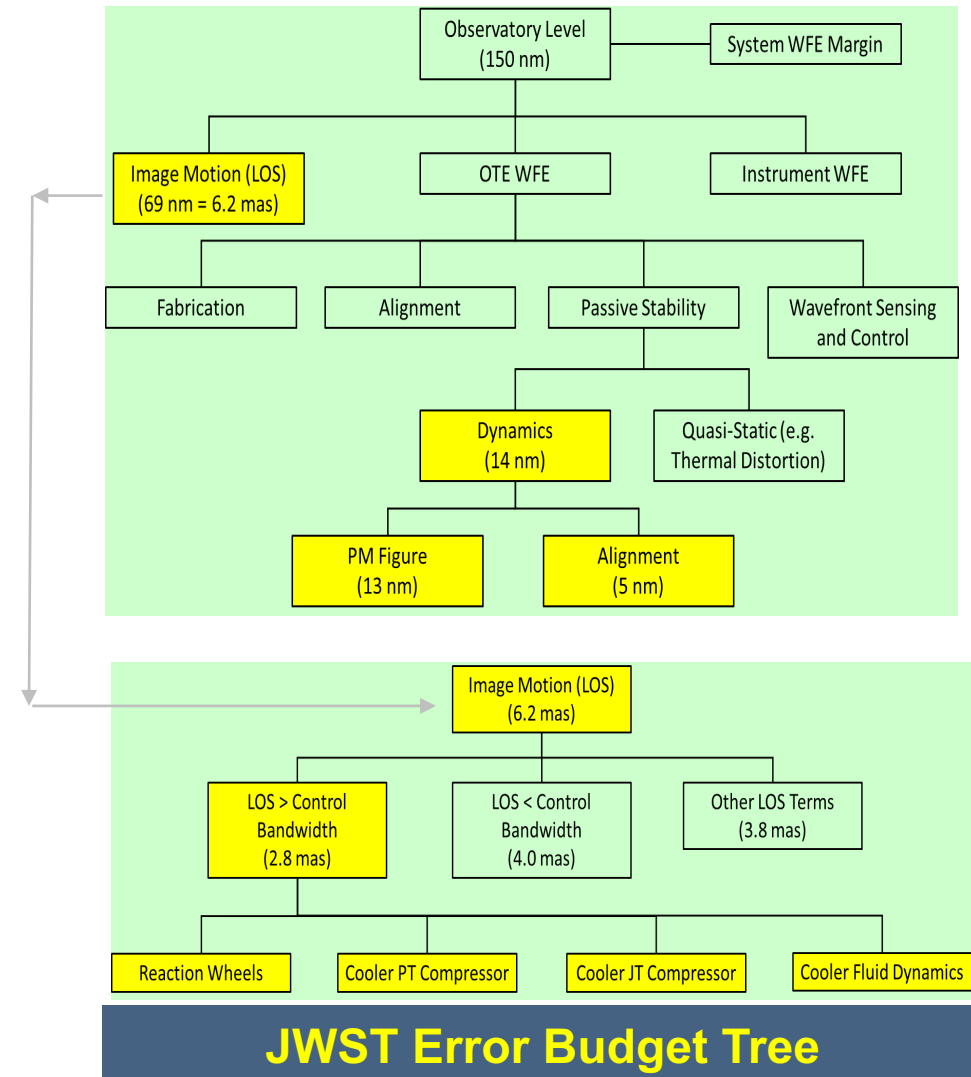 Observatory Level
(150 nm)
System WFE Margin
Image Motion (LOS)
(69 nm = 6.2 mas)
OTE WFE
Instrument WFE
Fabrication
Alignment
Passive Stability
Wavefront Sensing
and Control
Dynamics
(14 nm)
Quasi-Static (e.g.
Thermal Distortion)
PM Figure
(13 nm)
Alignment
(5 nm)
Image Motion (LOS)
(6.2 mas)
LOS > Control
Bandwidth
(2.8 mas)
LOS < Control
Bandwidth
(4.0 mas)
Other LOS Terms
(3.8 mas)
Reaction Wheels
Cooler PT Compressor
Cooler JT Compressor
Cooler Fluid Dynamics
JWST Error Budget Tree